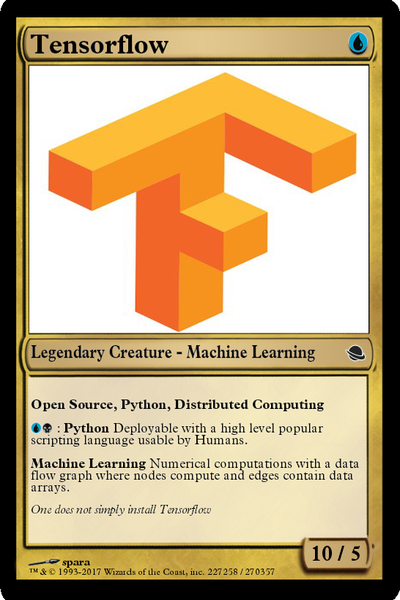 Tensorflow
Legendary Creature - Machine Learning
Open Source, Python, Distributed Computing
: Python Deployable with a high level popular
scripting language usable by Humans.
Machine Learning Numerical computations with a data
flow graph where nodes compute and edges contain data
arrays.
One does not simply install Tensorflow
spara
™ & © 1993-2017 Wizards of the Coast, inc. 227258 / 270357
10 / 5